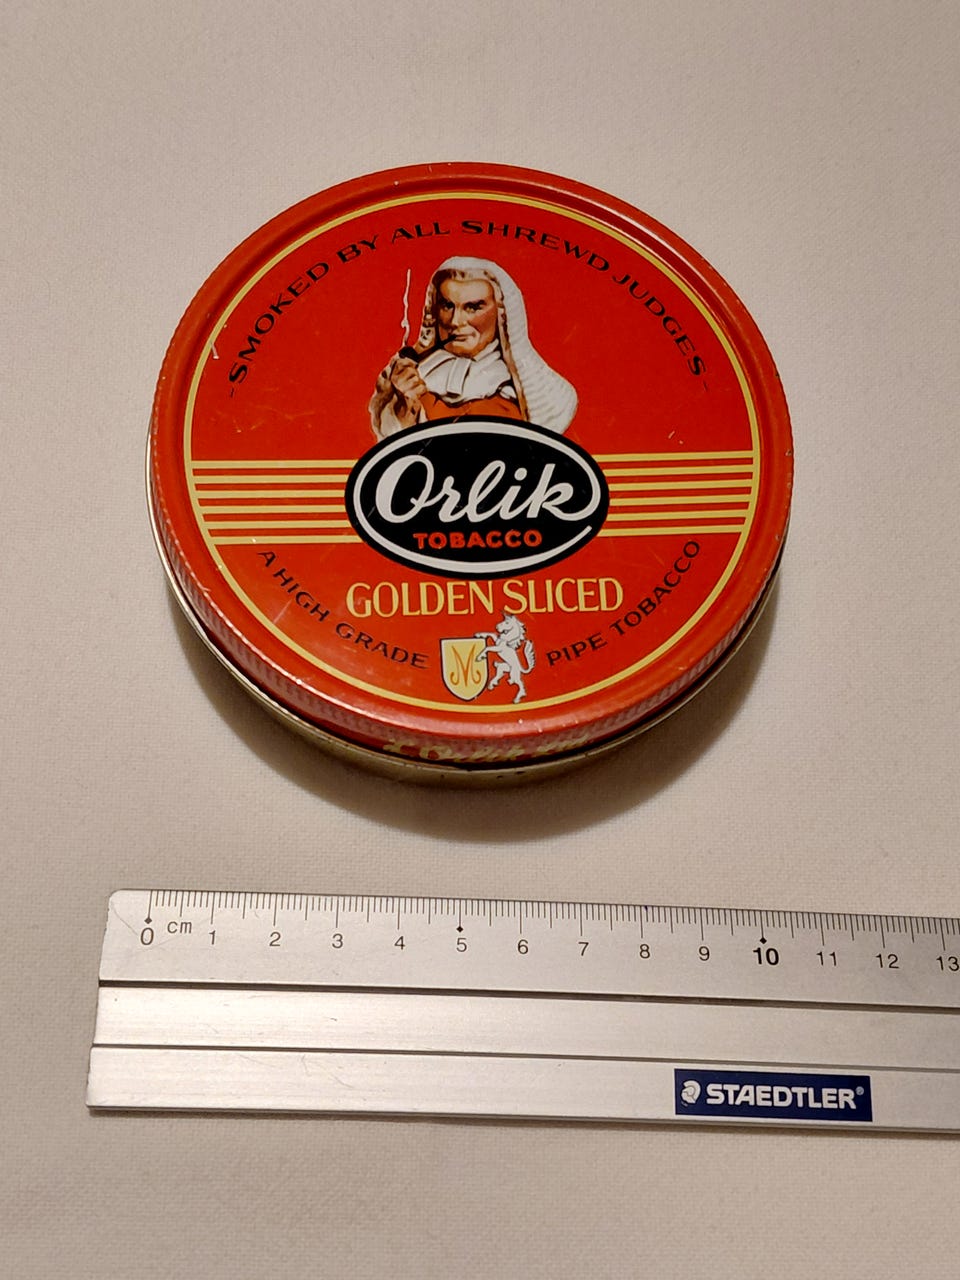 -SMOKED BY ALL SHREWD JUDGES-
Orlik
TOBACCO
GOLDEN SLICED
A HIGH GRADE PIPE TOBACCO
M
0 cm 1 2 3 4 5 6 7 8 9 10 11 12 13
STAEDTLER®